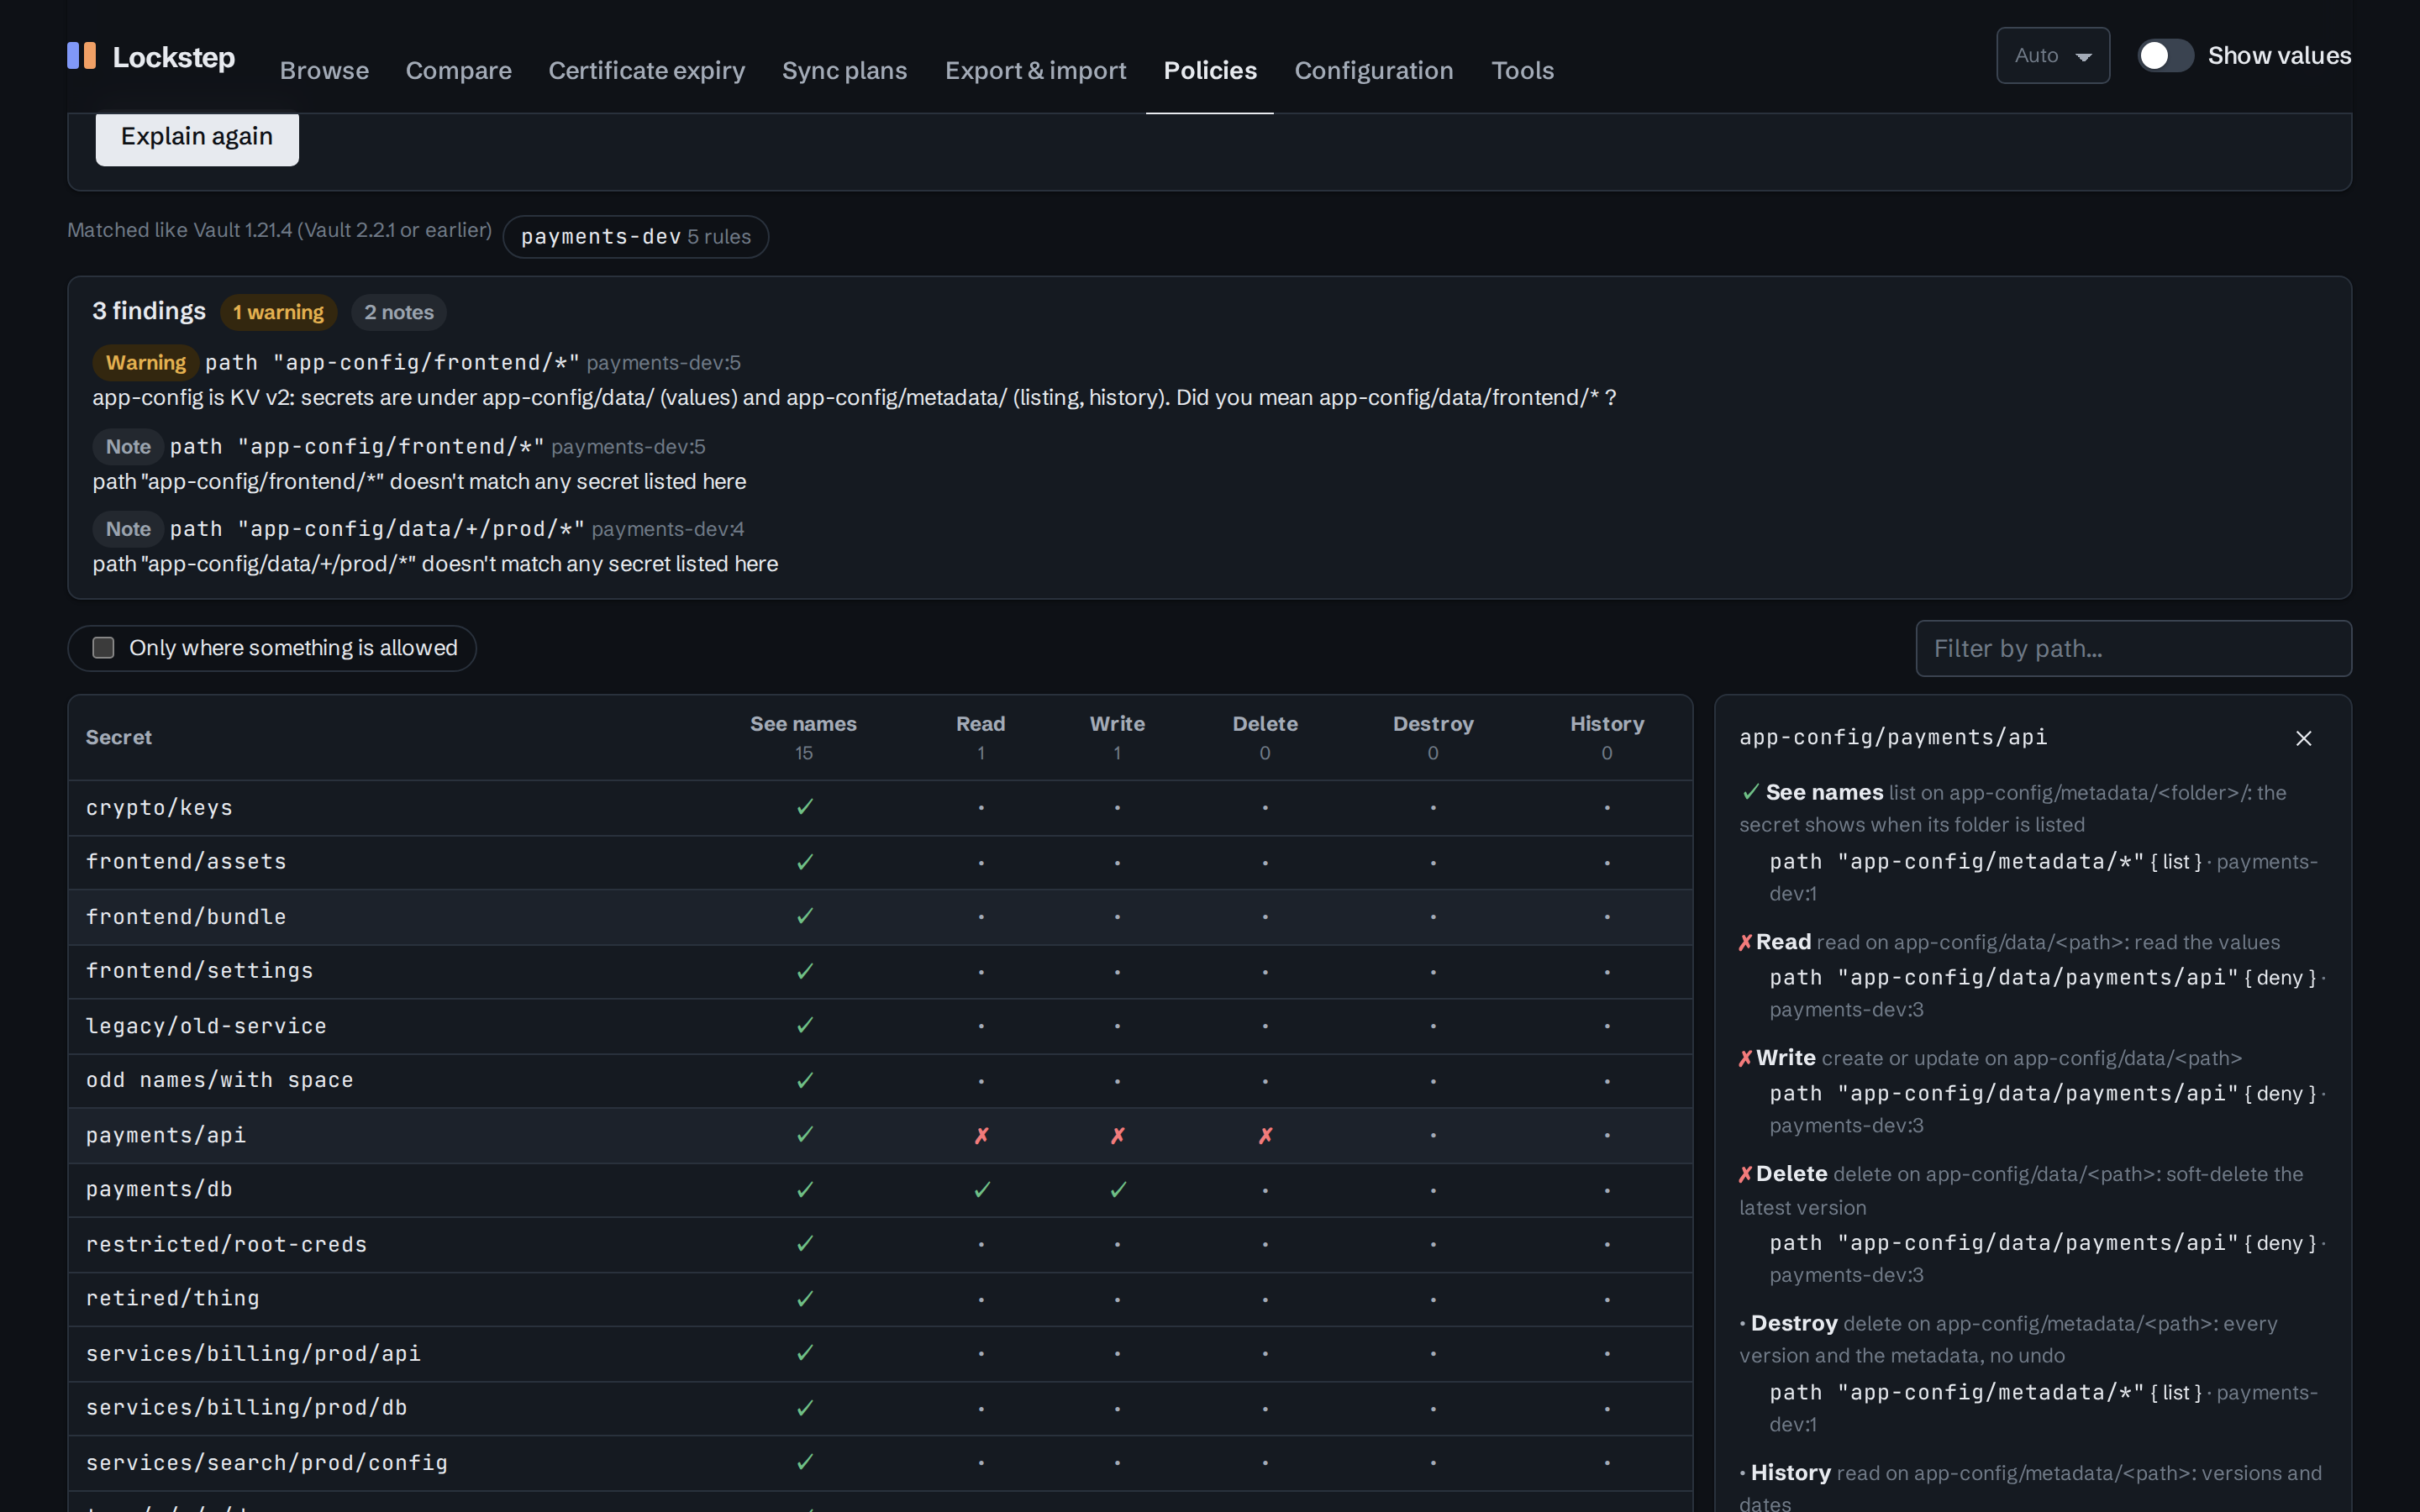 Lockstep Browse Compare Certificate expiry Sync plans Export & import Policies Configuration Tools Auto Show values
Explain again
Matched like Vault 1.21.4 (Vault 2.2.1 or earlier) payments-dev 5 rules
3 findings 1 warning 2 notes
Warning path "app-config/frontend/*" payments-dev:5
app-config is KV v2: secrets are under app-config/data/ (values) and app-config/metadata/ (listing, history). Did you mean app-config/data/frontend/* ?
Note path "app-config/frontend/*" payments-dev:5
path "app-config/frontend/*" doesn't match any secret listed here
Note path "app-config/data/+/prod/*" payments-dev:4
path "app-config/data/+/prod/*" doesn't match any secret listed here
Only where something is allowed Filter by path...
Secret See names Read Write Delete Destroy History
15 1 1 0 0 0
crypto/keys ✓ · · · · ·
frontend/assets ✓ · · · · ·
frontend/bundle ✓ · · · · ·
frontend/settings ✓ · · · · ·
legacy/old-service ✓ · · · · ·
odd names/with space ✓ · · · · ·
payments/api ✓ ✗ ✗ ✗ · ·
payments/db ✓ ✓ ✓ · · ·
restricted/root-creds ✓ · · · · ·
retired/thing ✓ · · · · ·
services/billing/prod/api ✓ · · · · ·
services/billing/prod/db ✓ · · · · ·
services/search/prod/config ✓ · · · · ·
app-config/payments/api
✓ See names list on app-config/metadata/<folder>/: the
secret shows when its folder is listed
path "app-config/metadata/*" { list } · payments-
dev:1
✗ Read read on app-config/data/<path>: read the values
path "app-config/data/payments/api" { deny } ·
payments-dev:3
✗ Write create or update on app-config/data/<path>
path "app-config/data/payments/api" { deny } ·
payments-dev:3
✗ Delete delete on app-config/data/<path>: soft-delete the
latest version
path "app-config/data/payments/api" { deny } ·
payments-dev:3
· Destroy delete on app-config/metadata/<path>: every
version and the metadata, no undo
path "app-config/metadata/*" { list } · payments-
dev:1
· History read on app-config/metadata/<path>: versions and
dates